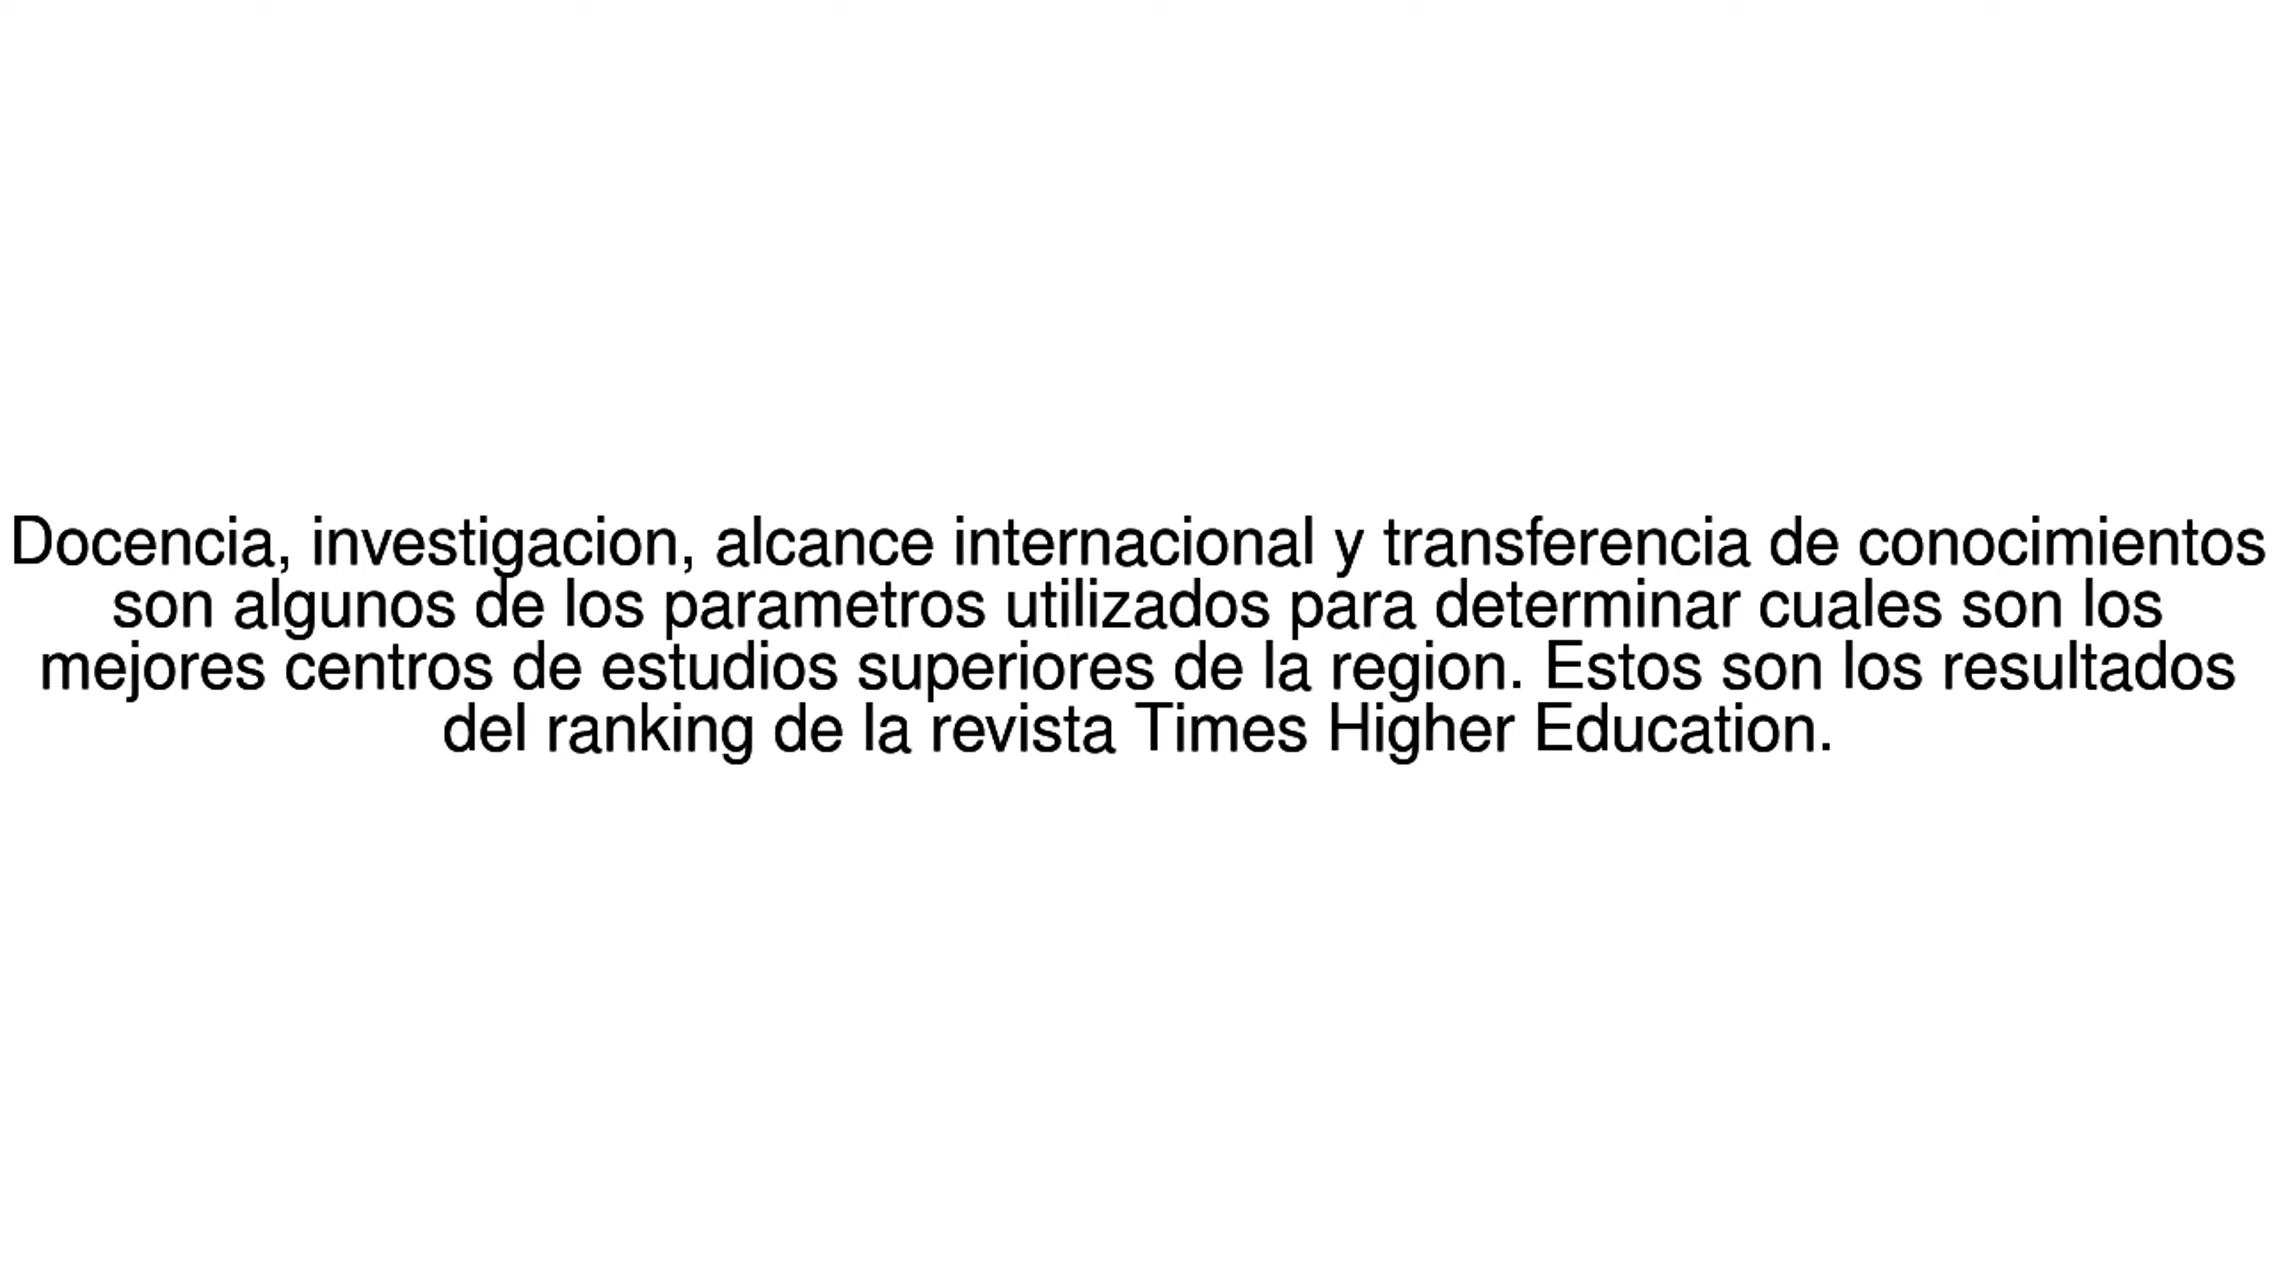 Docencia, investigacion, alcance internacional y transferencia de conocimientos
son algunos de los parametros utilizados para determinar cuales son los
mejores centros de estudios superiores de la region. Estos son los resultados
del ranking de la revista Times Higher Education.